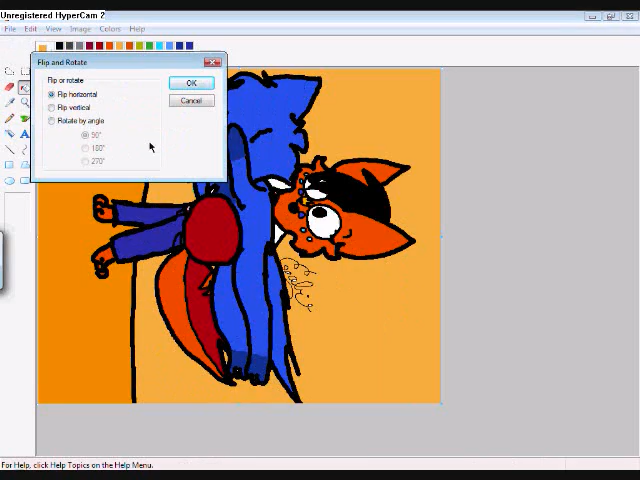 Unregistered HyperCam 2
File Edit View Image Colors Help
Flip and Rotate
Flip or rotate
Flip horizontal
Flip vertical
Rotate by angle
90°
180°
270°
OK
Cancel
For Help, click Help Topics on the Help Menu.